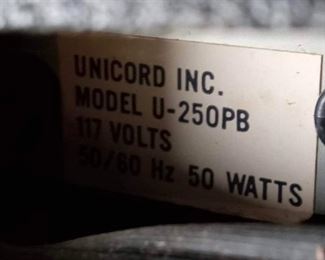 UNICORD INC.
MODEL U-250PB
117 VOLTS
50/60 Hz 50 WATTS